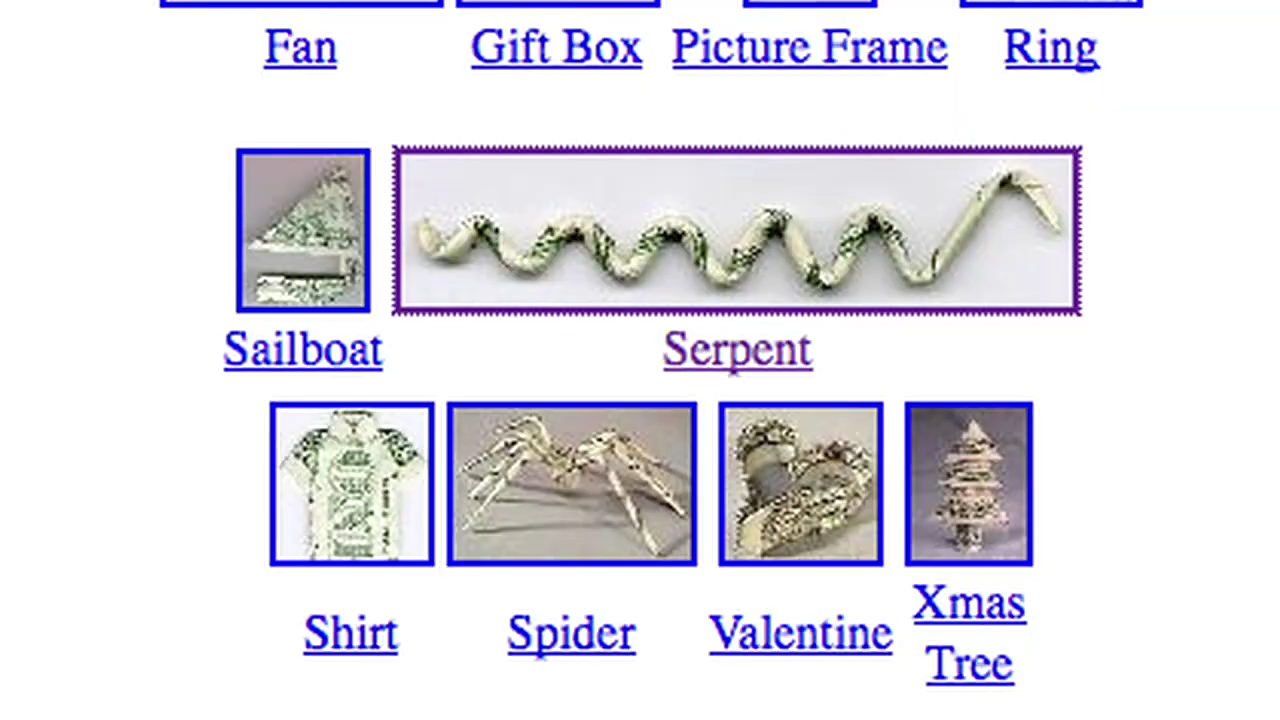 Fan Gift Box Picture Frame Ring
Sailboat Serpent
Shirt Spider Valentine Xmas
Tree